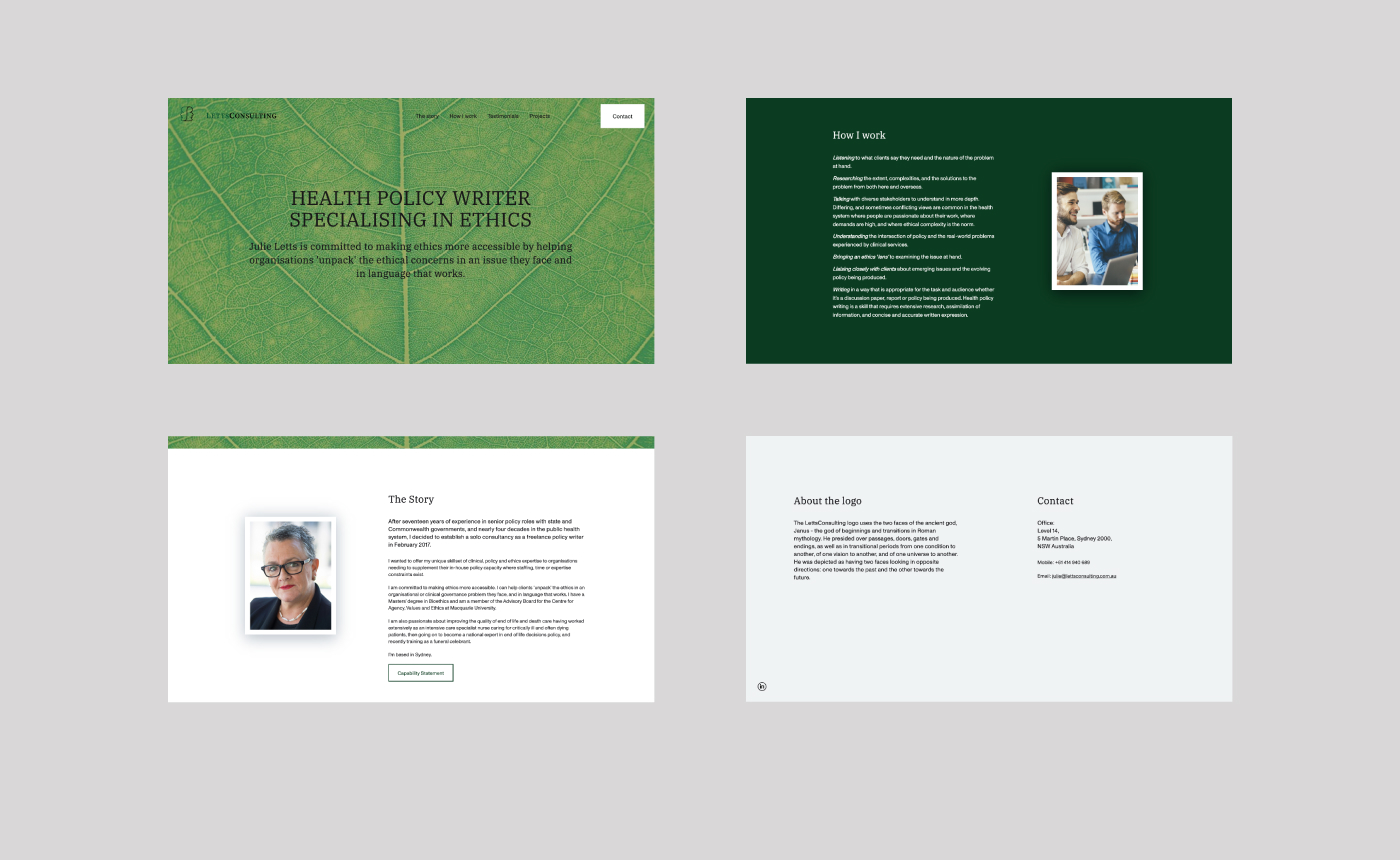 LETTSCONSULTING
The story How I work Testimonials Projects
Contact
HEALTH POLICY WRITER
SPECIALISING IN ETHICS
Julie Letts is committed to making ethics more accessible by helping
organisations 'unpack' the ethical concerns in an issue they face and
in language that works.
How I work
Listening to what clients say they need and the nature of the problem
at hand.
Researching the extent, complexities, and the solutions to the
problem from both here and overseas.
Talking with diverse stakeholders to understand in more depth.
Differing, and sometimes conflicting views are common in the health
system where people are passionate about their work, where
demands are high, and where ethical complexity is the norm.
Understanding the intersection of policy and the real-world problems
experienced by clinical services.
Bringing an ethics 'lens' to examining the issue at hand.
Liaising closely with clients about emerging issues and the evolving
policy being produced.
Writing in a way that is appropriate for the task and audience whether
it's a discussion paper, report or policy being produced. Health policy
writing is a skill that requires extensive research, assimilation of
information, and concise and accurate written expression.
The Story
After seventeen years of experience in senior policy roles with state and
Commonwealth governments, and nearly four decades in the public health
system, I decided to establish a solo consultancy as a freelance policy writer
in February 2017.
I wanted to offer my unique skillset of clinical, policy and ethics expertise to organisations
needing to supplement their in-house policy capacity where staffing, time or expertise
constraints exist.
I am committed to making ethics more accessible. I can help clients 'unpack' the ethics in an
organisational or clinical governance problem they face, and in language that works. I have a
Masters' degree in Bioethics and am a member of the Advisory Board for the Centre for
Agency, Values and Ethics at Macquarie University.
I am also passionate about improving the quality of end of life and death care having worked
extensively as an intensive care specialist nurse caring for critically ill and often dying
patients, then going on to become a national expert in end of life decisions policy, and
recently training as a funeral celebrant.
I'm based in Sydney.
Capability Statement
About the logo
The LettsConsulting logo uses the two faces of the ancient god,
Janus - the god of beginnings and transitions in Roman
mythology. He presided over passages, doors, gates and
endings, as well as in transitional periods from one condition to
another, of one vision to another, and of one universe to another.
He was depicted as having two faces looking in opposite
directions: one towards the past and the other towards the
future.
Contact
Office:
Level 14,
5 Martin Place, Sydney 2000,
NSW Australia
Mobile: +61 414 940 689
Email: julie@lettsconsulting.com.au
in